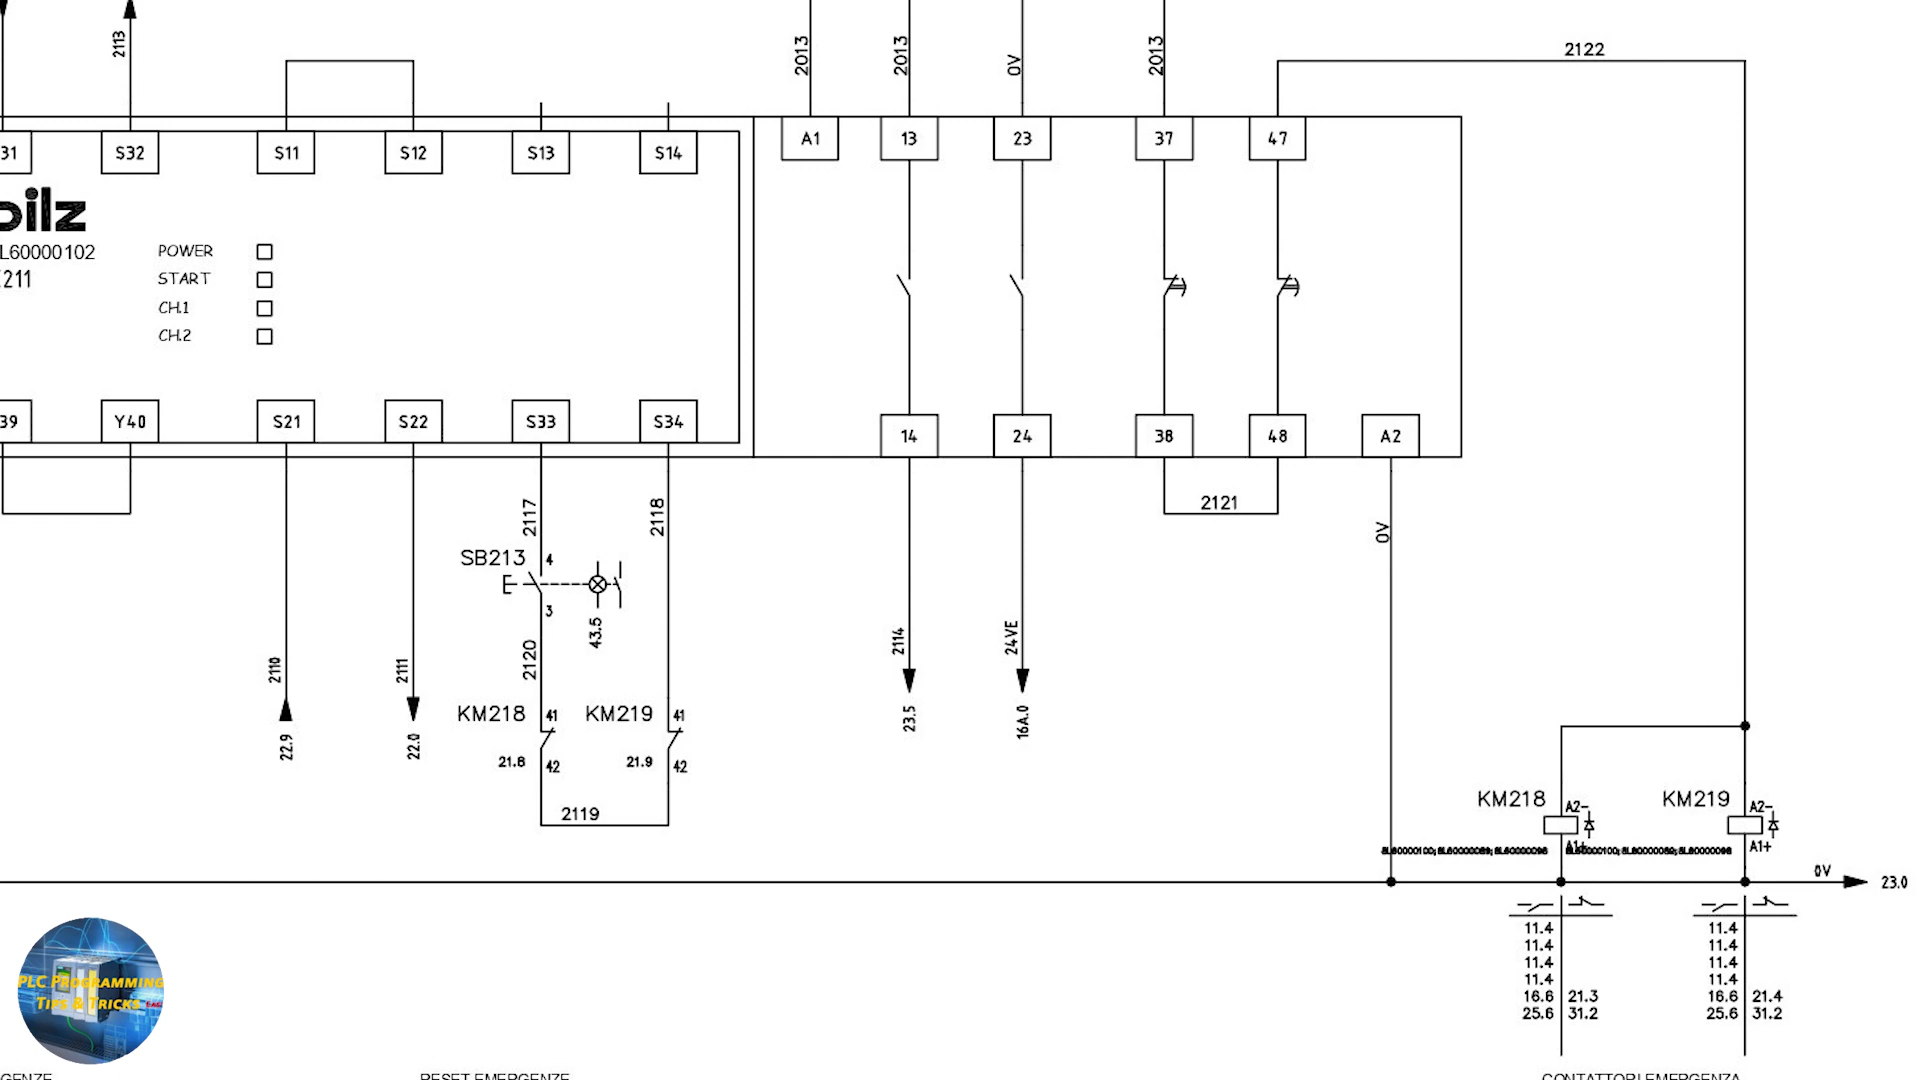 2113
2013
2013
0V
2013
2122
31
S32
S11
S12
S13
S14
A1
13
23
37
47
pilz
L60000102
211
POWER
START
CH.1
CH.2
39
Y40
S21
S22
S33
S34
14
24
38
48
A2
2117
2118
2121
0V
SB213
4
3
43.5
2110
2111
2120
2114
24VE
22.9
22.0
KM218
41
KM219
41
23.5
16A.0
21.8
42
21.9
42
2119
KM218
A2-
KM219
A2-
A1+
A1+
0V
23.0
11.4
11.4
11.4
11.4
16.6 21.3
25.6 31.2
11.4
11.4
11.4
11.4
16.6 21.4
25.6 31.2
PLC PROGRAMMING
TIPS & TRICKS
RGENZE
RESET EMERGENZE
CONTATTORI EMERGENZA